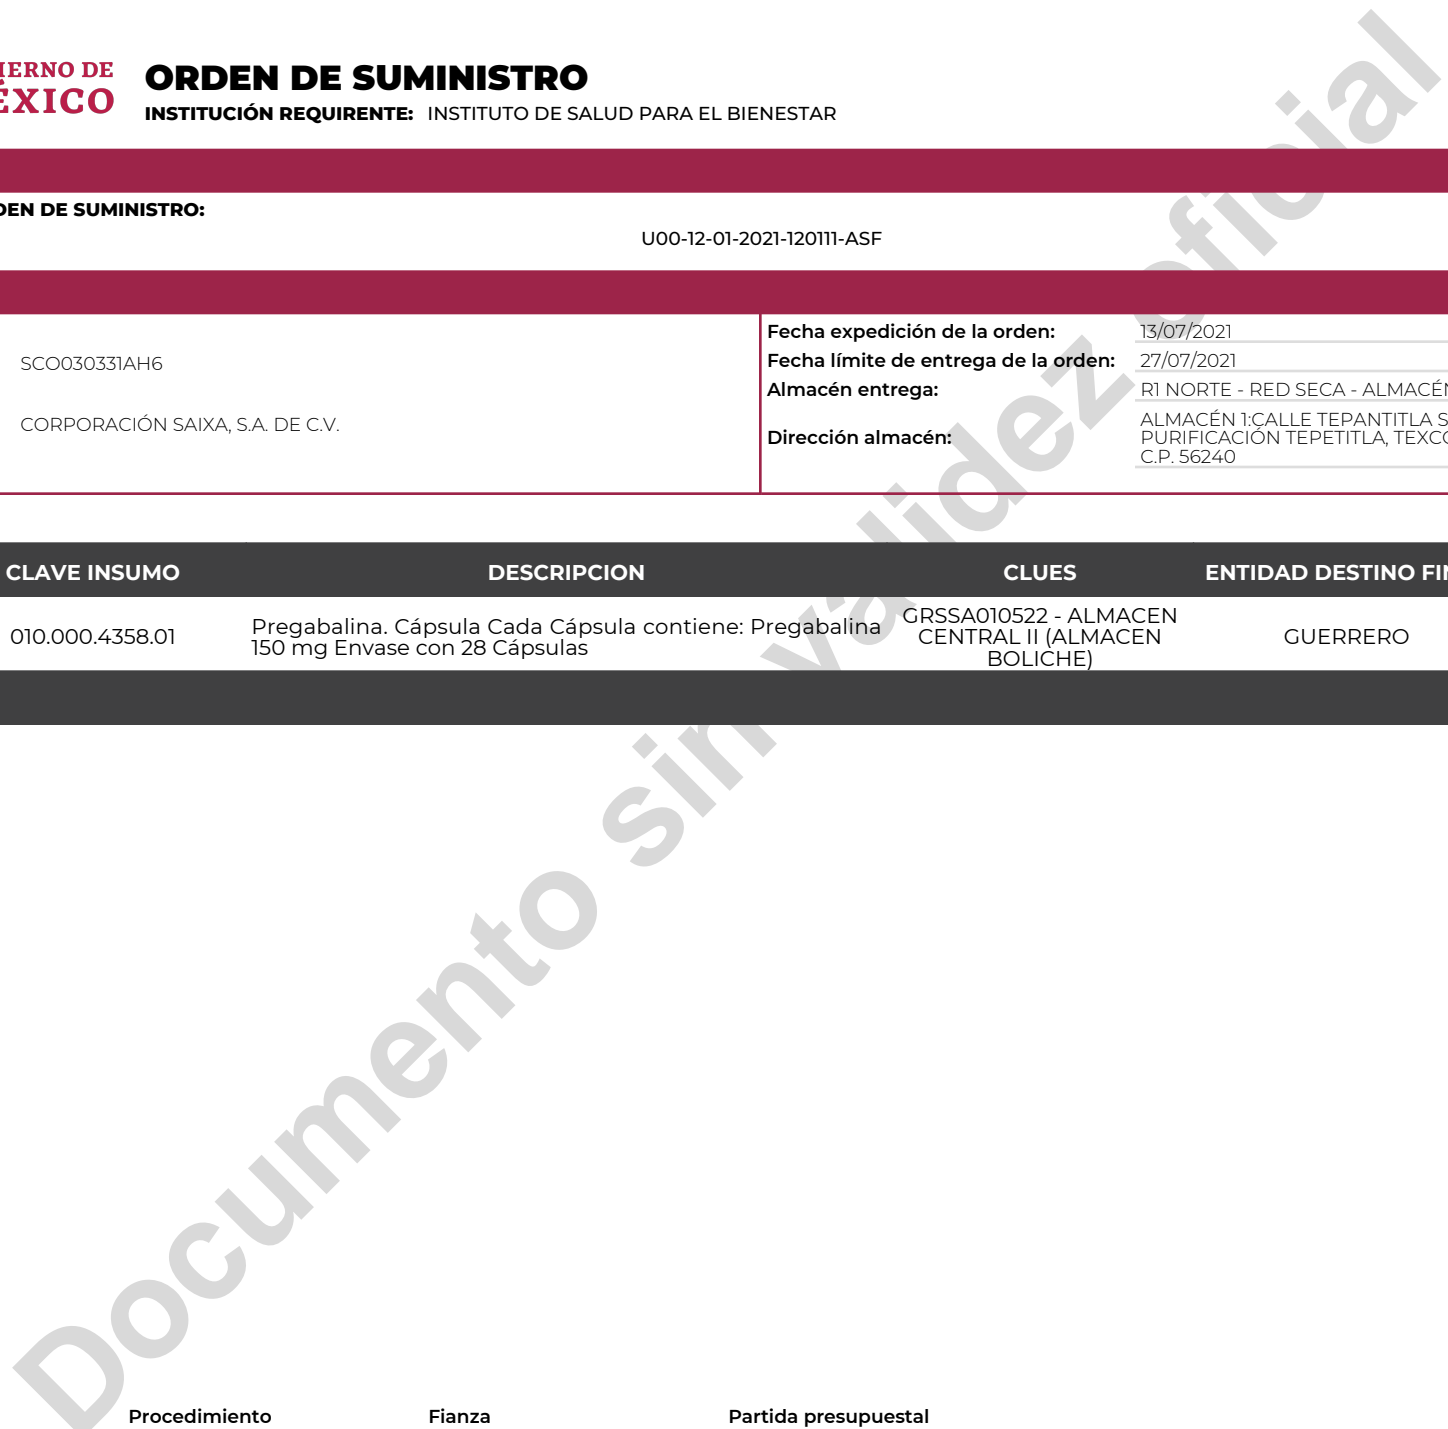 ORDEN DE SUMINISTRO
INSTITUCIÓN REQUIRENTE: INSTITUTO DE SALUD PARA EL BIENESTAR
IERNO DE
ÉXICO
DEN DE SUMINISTRO:
U00-12-01-2021-120111-ASF
SCO030331AH6
CORPORACIÓN SAIXA, S.A. DE C.V.
Fecha expedición de la orden: 13/07/2021
Fecha límite de entrega de la orden: 27/07/2021
Almacén entrega: R1 NORTE - RED SECA - ALMACÉN
Dirección almacén:
ALMACÉN 1:CALLE TEPANTITLA S
PURIFICACIÓN TEPETITLA, TEXCO
C.P. 56240
CLAVE INSUMO DESCRIPCION CLUES ENTIDAD DESTINO FIN
010.000.4358.01
Pregabalina. Cápsula Cada Cápsula contiene: Pregabalina
150 mg Envase con 28 Cápsulas
GRSSA010522 - ALMACEN
CENTRAL II (ALMACEN
BOLICHE)
GUERRERO
Documento sin validez oficial
Procedimiento Fianza Partida presupuestal